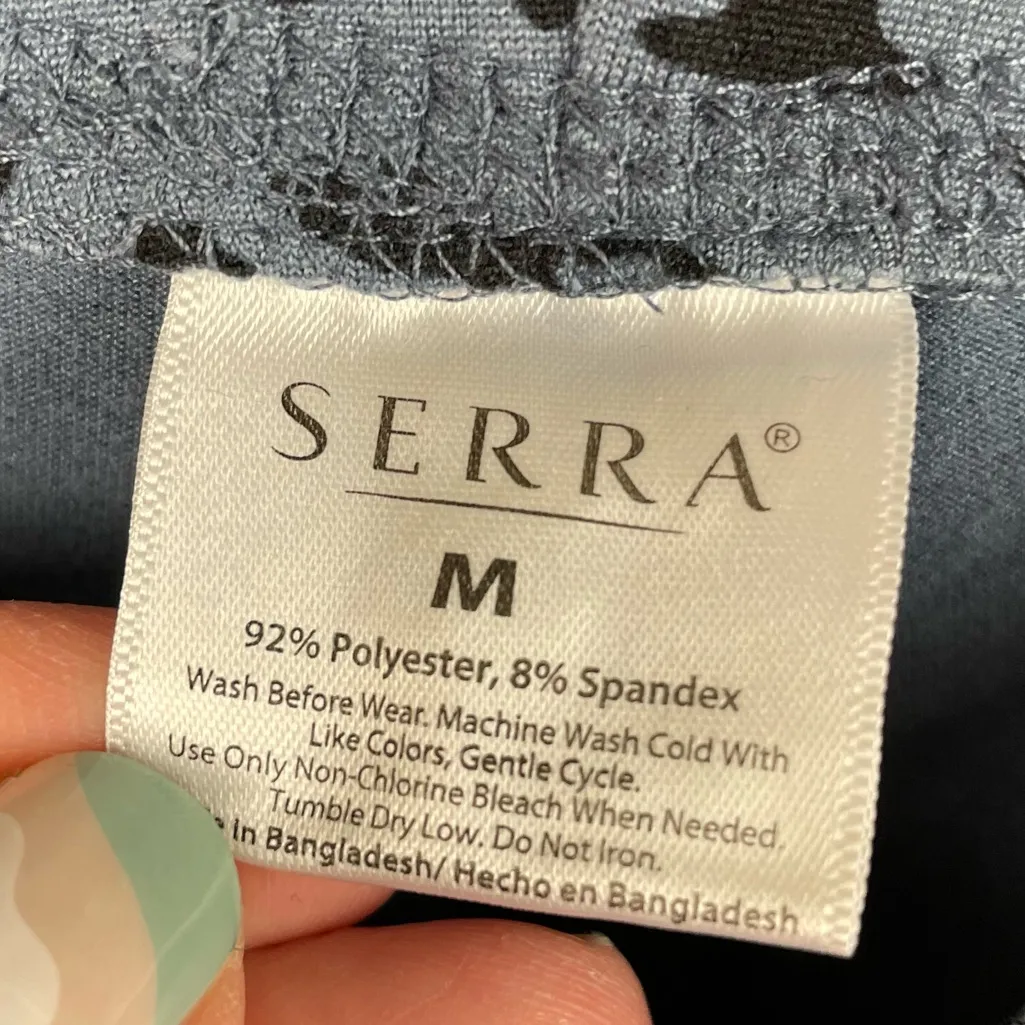 SERRA®
M
92% Polyester, 8% Spandex
Wash Before Wear. Machine Wash Cold With
Like Colors, Gentle Cycle.
Use Only Non-Chlorine Bleach When Needed.
Tumble Dry Low. Do Not Iron.
in Bangladesh/ Hecho en Bangladesh